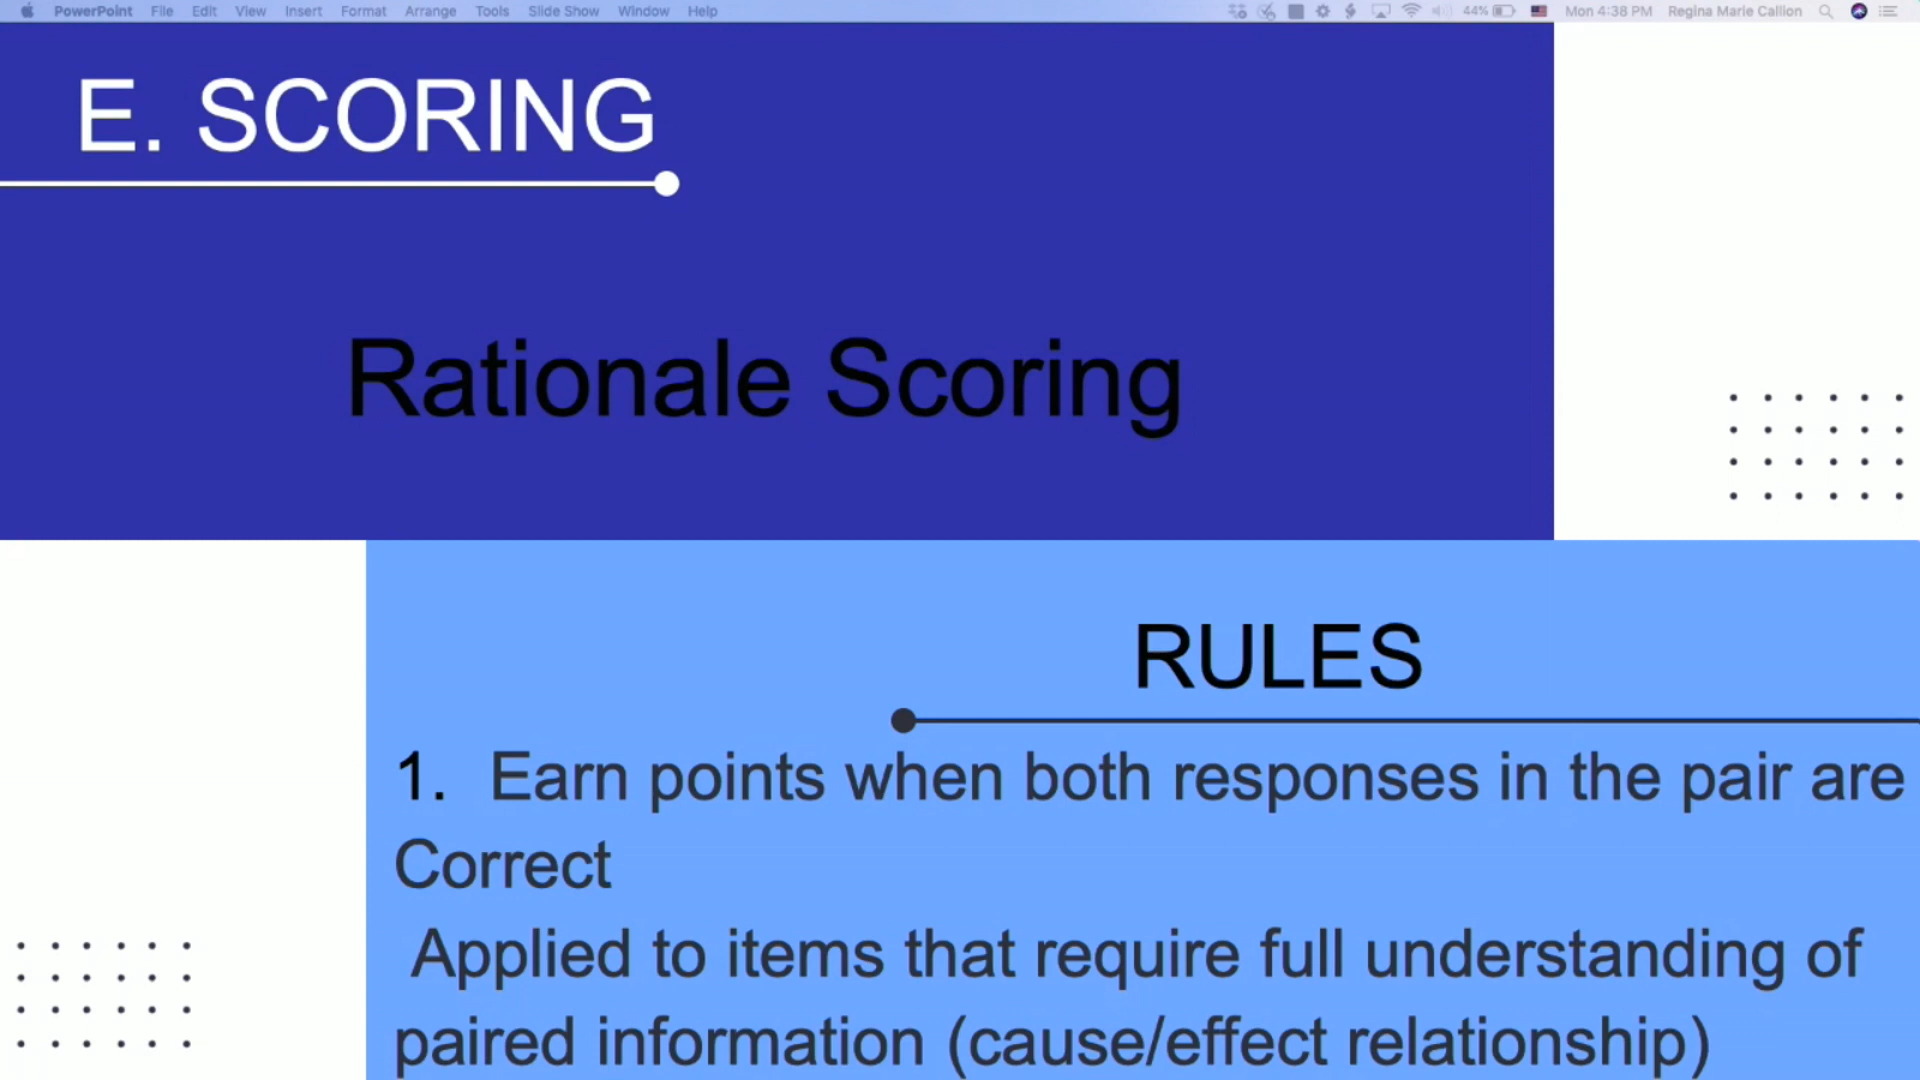 PowerPoint File Edit View Insert Format Arrange Tools Slide Show Window Help 44% Mon 4:38 PM Regina Marie Callion
E. SCORING
Rationale Scoring
RULES
1. Earn points when both responses in the pair are
Correct
Applied to items that require full understanding of
paired information (cause/effect relationship)